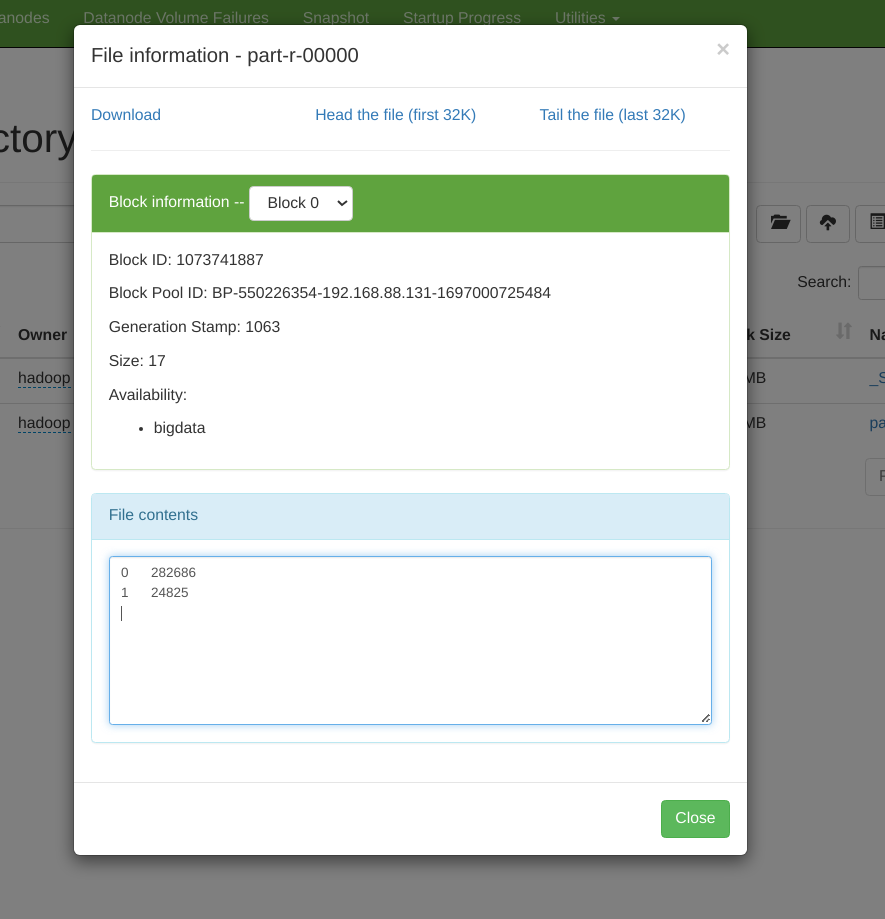 anodes Datanode Volume Failures Snapshot Startup Progress Utilities
File information - part-r-00000 ×
Download Head the file (first 32K) Tail the file (last 32K)
ctory
Block information -- Block 0
Search:
Block ID: 1073741887
Block Pool ID: BP-550226354-192.168.88.131-1697000725484
Generation Stamp: 1063
Owner k Size Na
Size: 17
hadoop MB _S
Availability:
hadoop MB pa
bigdata
File contents
0 282686
1 24825
Close